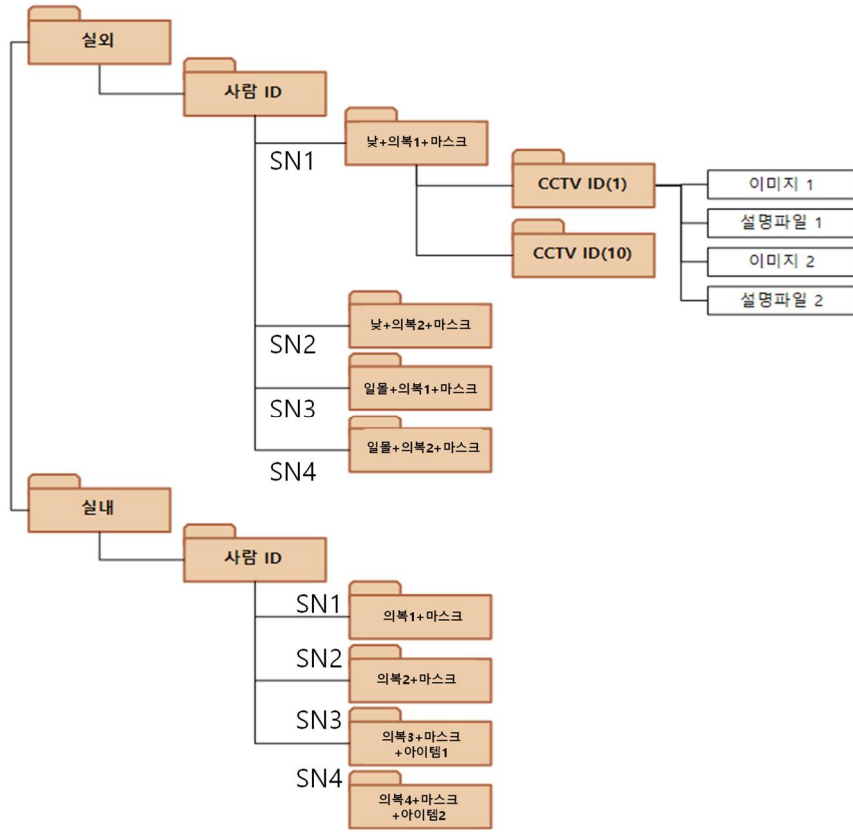 실외
사람 ID
SN1
낮+의복1+마스크
CCTV ID(1)
이미지 1
설명파일 1
CCTV ID(10)
이미지 2
설명파일 2
SN2
낮+의복2+마스크
SN3
일몰+의복1+마스크
SN4
일몰+의복2+마스크
실내
사람 ID
SN1
의복1+마스크
SN2
의복2+마스크
SN3
의복3+마스크
+아이템1
SN4
의복4+마스크
+아이템2